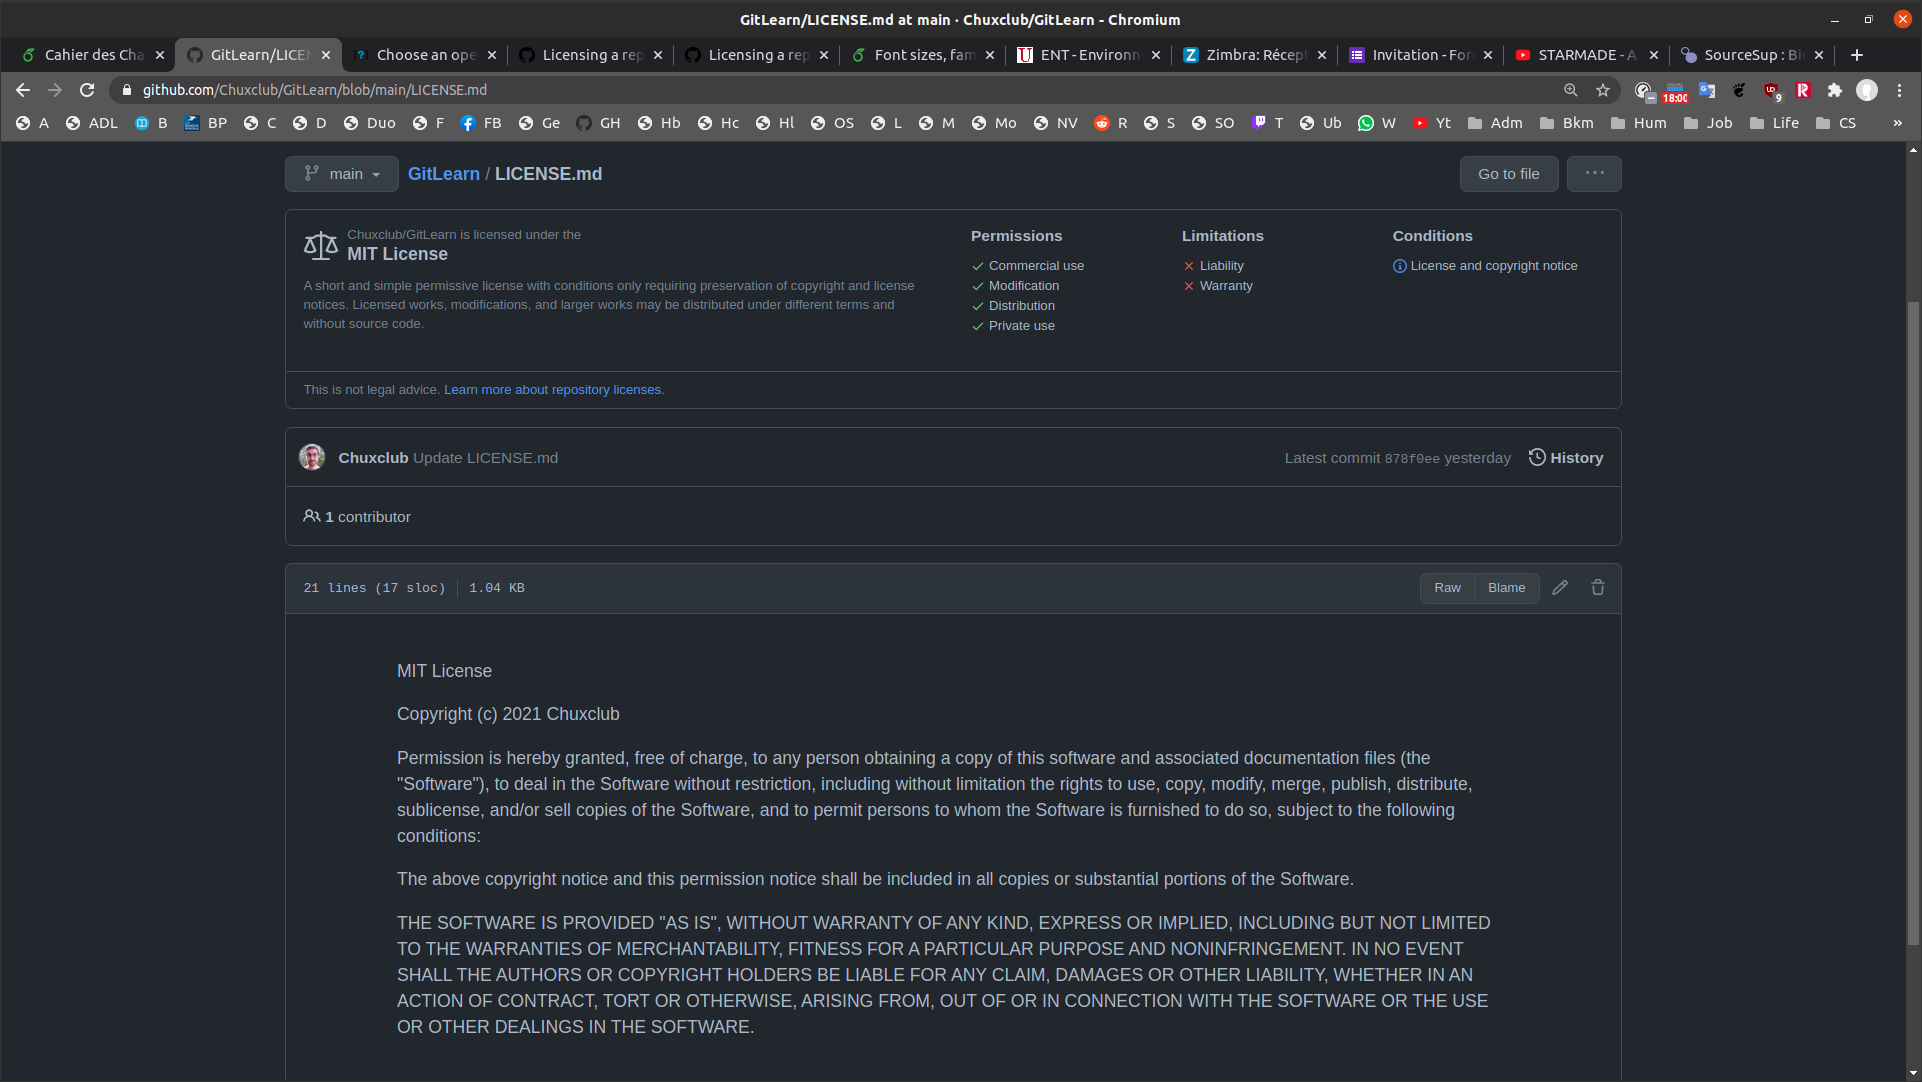 GitLearn/LICENSE.md at main · Chuxclub/GitLearn - Chromium
Cahier des Cha
GitLearn/LICEN
Choose an ope
Licensing a rep
Licensing a rep
Font sizes, fam
ENT - Environn
Zimbra: Récept
Invitation - For
STARMADE - A
SourceSup : Bie
github.com/Chuxclub/GitLearn/blob/main/LICENSE.md
18:00
9
A ADL B BP C D Duo F FB Ge GH Hb Hc Hl OS L M Mo NV R S SO T Ub W Yt Adm Bkm Hum Job Life CS »
main
GitLearn / LICENSE.md
Go to file
Chuxclub/GitLearn is licensed under the
MIT License
A short and simple permissive license with conditions only requiring preservation of copyright and license
notices. Licensed works, modifications, and larger works may be distributed under different terms and
without source code.
Permissions
Commercial use
Modification
Distribution
Private use
Limitations
Liability
Warranty
Conditions
License and copyright notice
This is not legal advice. Learn more about repository licenses.
Chuxclub Update LICENSE.md
Latest commit 878f0ee yesterday
History
1 contributor
21 lines (17 sloc) 1.04 KB
Raw Blame
MIT License
Copyright (c) 2021 Chuxclub
Permission is hereby granted, free of charge, to any person obtaining a copy of this software and associated documentation files (the
"Software"), to deal in the Software without restriction, including without limitation the rights to use, copy, modify, merge, publish, distribute,
sublicense, and/or sell copies of the Software, and to permit persons to whom the Software is furnished to do so, subject to the following
conditions:
The above copyright notice and this permission notice shall be included in all copies or substantial portions of the Software.
THE SOFTWARE IS PROVIDED "AS IS", WITHOUT WARRANTY OF ANY KIND, EXPRESS OR IMPLIED, INCLUDING BUT NOT LIMITED
TO THE WARRANTIES OF MERCHANTABILITY, FITNESS FOR A PARTICULAR PURPOSE AND NONINFRINGEMENT. IN NO EVENT
SHALL THE AUTHORS OR COPYRIGHT HOLDERS BE LIABLE FOR ANY CLAIM, DAMAGES OR OTHER LIABILITY, WHETHER IN AN
ACTION OF CONTRACT, TORT OR OTHERWISE, ARISING FROM, OUT OF OR IN CONNECTION WITH THE SOFTWARE OR THE USE
OR OTHER DEALINGS IN THE SOFTWARE.